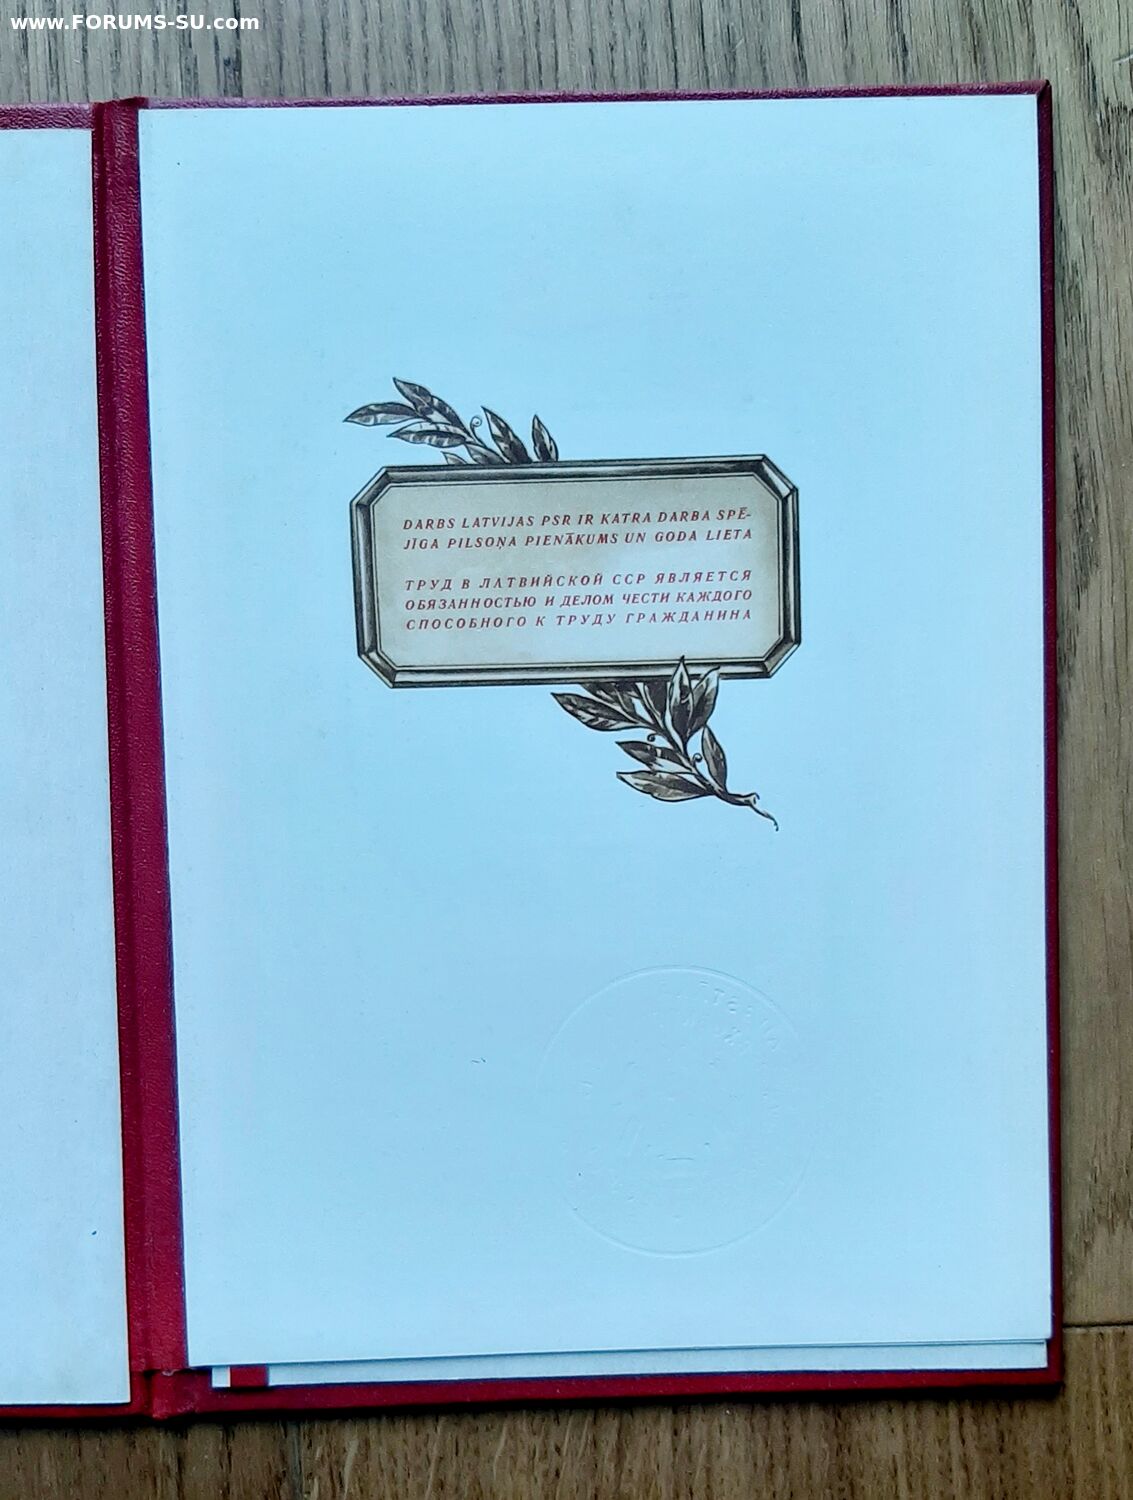 www.FORUMS-SU.com
DARBS LATVIJAS PSR IR KATRA DARBA SPĒ-
JĪGA PILSOŅA PIENĀKUMS UN GODA LIETA
ТРУД В ЛАТВИЙСКОЙ ССР ЯВЛЯЕТСЯ
ОБЯЗАННОСТЬЮ И ДЕЛОМ ЧЕСТИ КАЖДОГО
СПОСОБНОГО К ТРУДУ ГРАЖДАНИНА